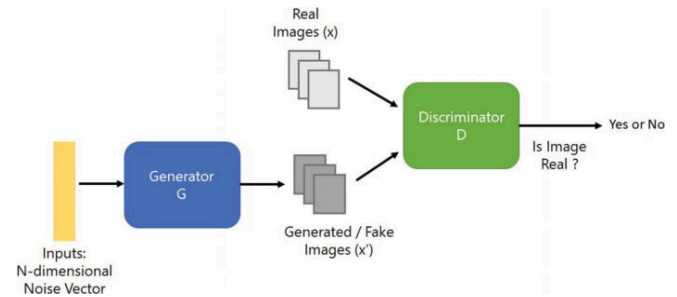 Real
Images (x)
Discriminator
D
Yes or No
Is Image
Real ?
Generator
G
Generated / Fake
Images (x')
Inputs:
N-dimensional
Noise Vector